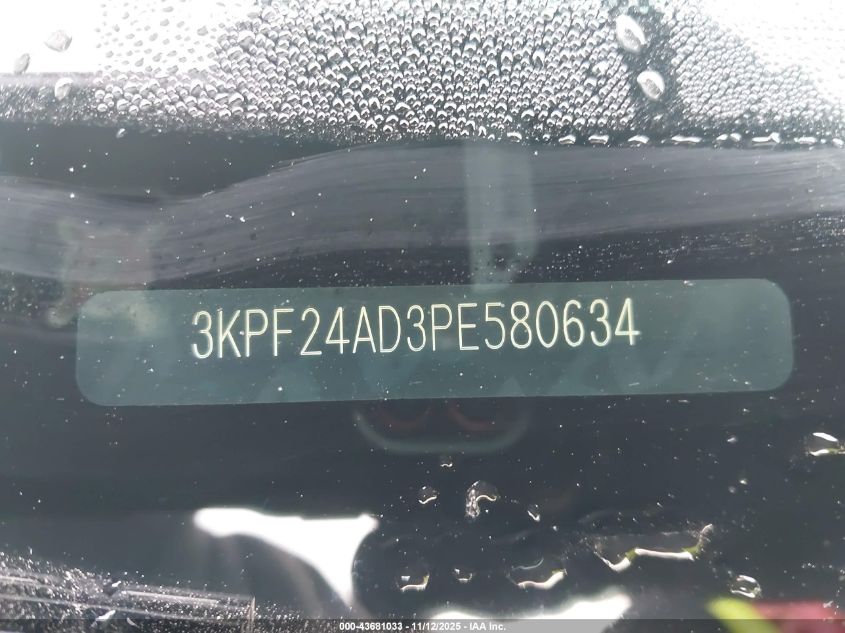 3KPF24AD3PE580634
000-43681033 - 11/12/2025 - IAA Inc.